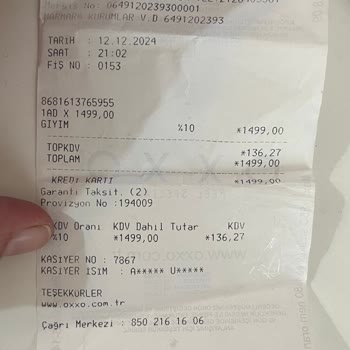 Mersis No: 0649120239300001
MARMARA KURUMLAR V D 6491202393
TARİH : 12.12.2024
SAAT : 21:02
FİŞ NO : 0153
8681613765955
1AD X 1499,00
GIYIM %10 *1499,00
TOPKDV *136,27
TOPLAM *1499,00
KREDİ KARTI *1499,00
Garanti Taksit. (2)
Provizyon No :194009
KDV Oranı KDV Dahil Tutar KDV
%10 *1499,00 *136,27
KASİYER NO : 7867
KASİYER İSİM : A***** U*****
TEŞEKKÜRLER
www.oxxo.com.tr
Çağrı Merkezi : 850 216 16 06